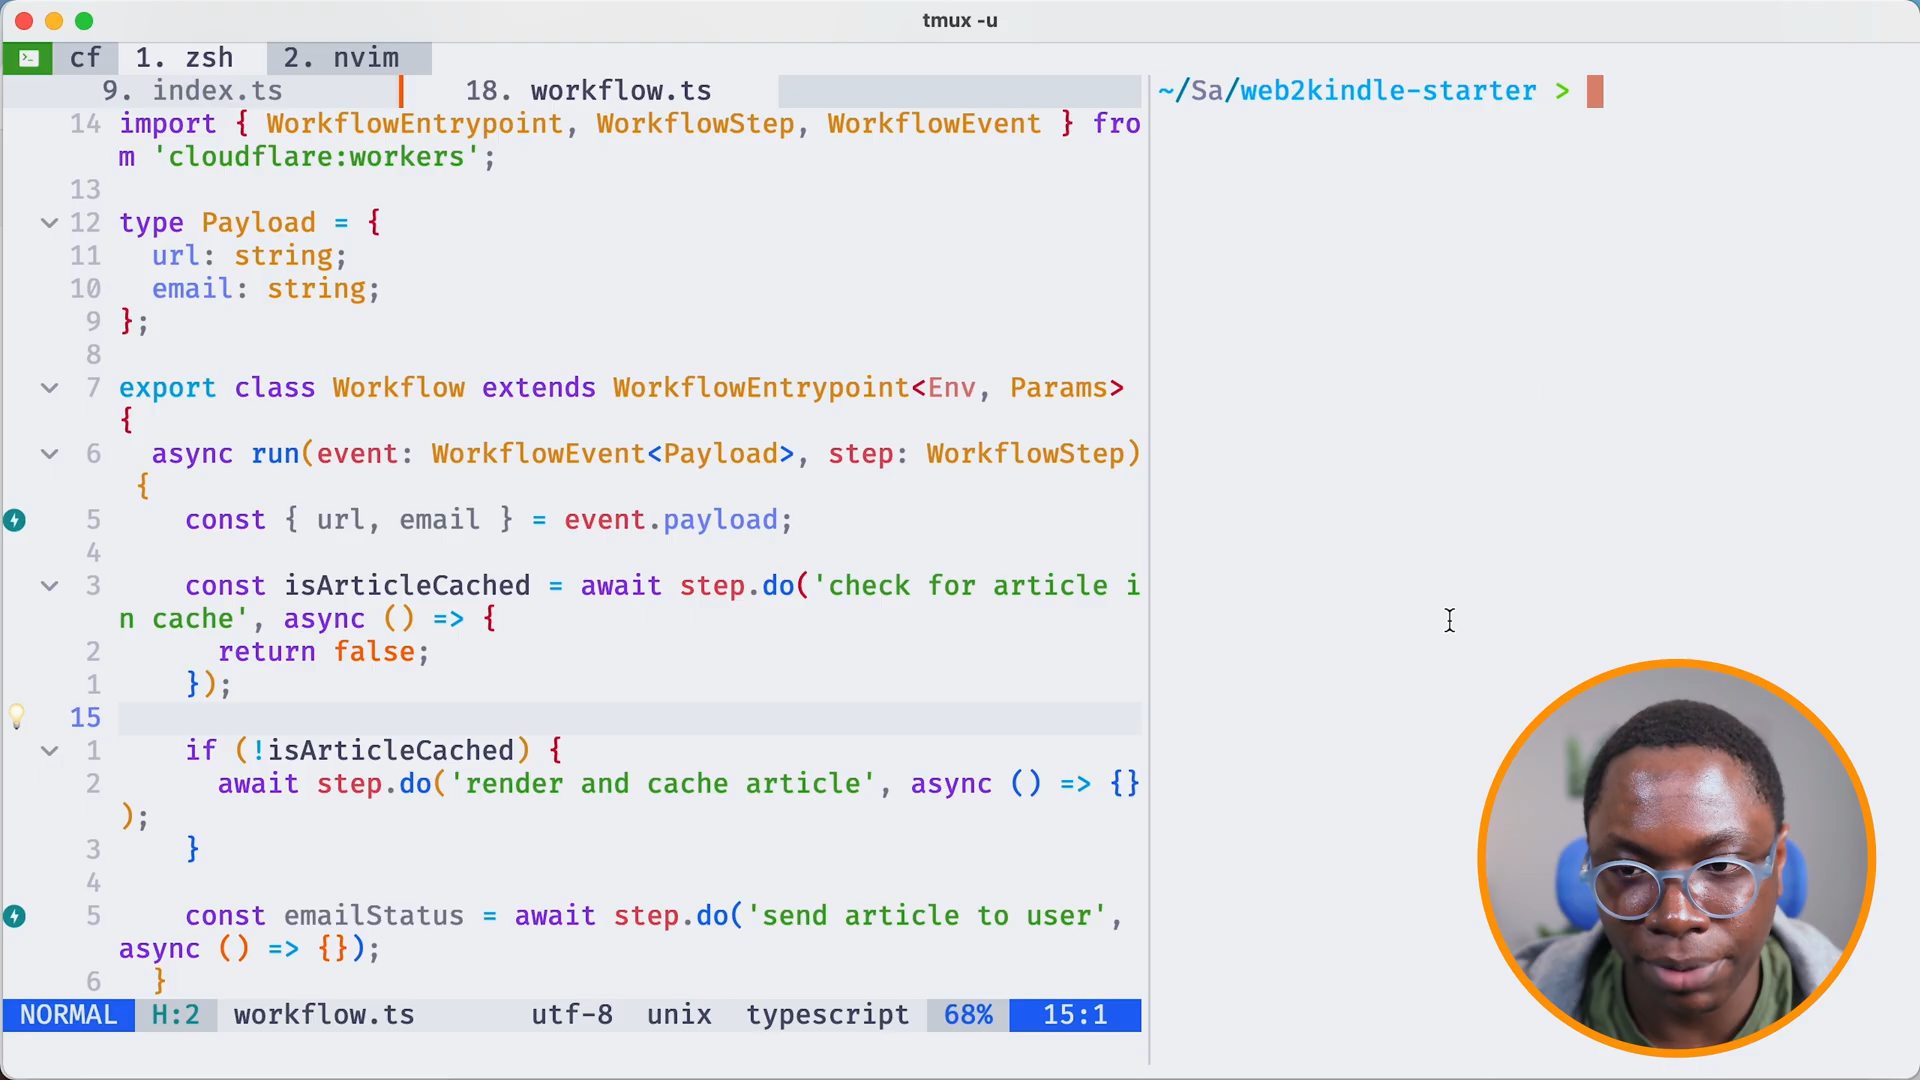 tmux -u
cf 1. zsh 2. nvim
9. index.ts 18. workflow.ts
~/Sa/web2kindle-starter >
14 import { WorkflowEntrypoint, WorkflowStep, WorkflowEvent } fro
m 'cloudflare:workers';
13
12 type Payload = {
11 url: string;
10 email: string;
9 };
8
7 export class Workflow extends WorkflowEntrypoint<Env, Params>
{
6 async run(event: WorkflowEvent<Payload>, step: WorkflowStep)
{
5 const { url, email } = event.payload;
4
3 const isArticleCached = await step.do('check for article i
n cache', async () => {
2 return false;
1 });
15
1 if (!isArticleCached) {
2 await step.do('render and cache article', async () => {}
);
3 }
4
5 const emailStatus = await step.do('send article to user',
async () => {});
6 }
NORMAL H:2 workflow.ts utf-8 unix typescript 68% 15:1